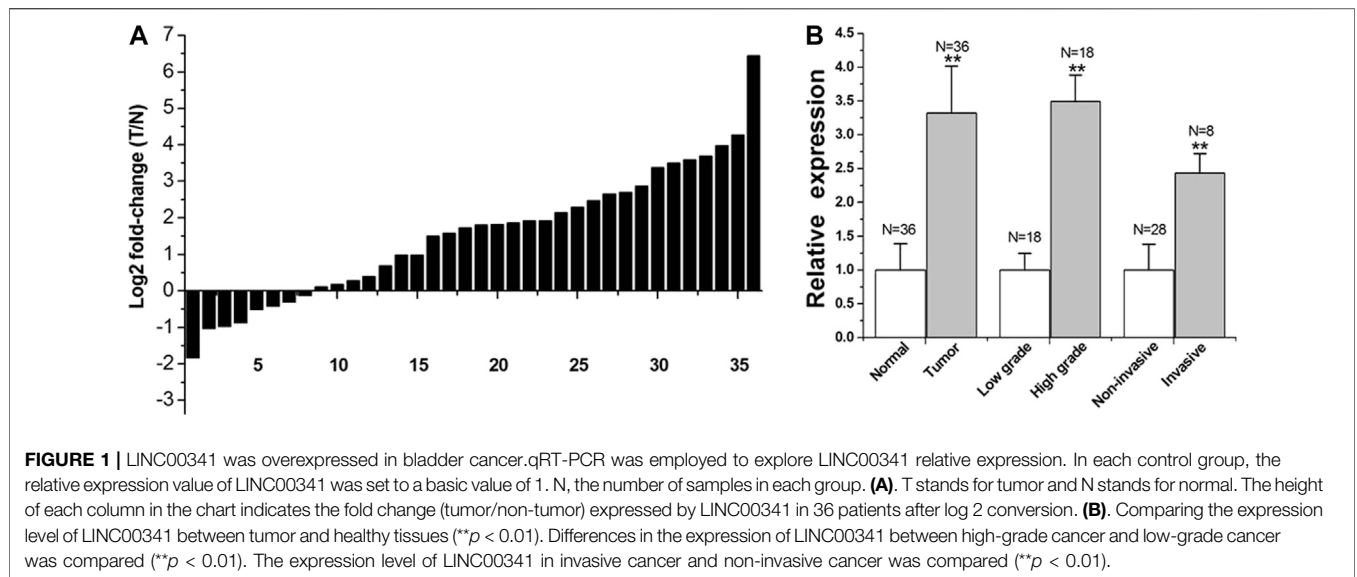 A
Log2 fold-change (T/N)
7
6
5
4
3
2
1
0
-1
-2
-3
5
10
15
20
25
30
35
B
Relative expression
4.5
4.0
3.5
3.0
2.5
2.0
1.5
1.0
0.5
0.0
N=36
N=36
**
N=18
N=18
**
N=28
N=8
**
Normal
Tumor
Low grade
High grade
Non-invasive
Invasive
FIGURE 1 | LINC00341 was overexpressed in bladder cancer.qRT-PCR was employed to explore LINC00341 relative expression. In each control group, the
relative expression value of LINC00341 was set to a basic value of 1. N, the number of samples in each group. (A). T stands for tumor and N stands for normal. The height
of each column in the chart indicates the fold change (tumor/non-tumor) expressed by LINC00341 in 36 patients after log 2 conversion. (B). Comparing the expression
level of LINC00341 between tumor and healthy tissues (**p < 0.01). Differences in the expression of LINC00341 between high-grade cancer and low-grade cancer
was compared (**p < 0.01). The expression level of LINC00341 in invasive cancer and non-invasive cancer was compared (**p < 0.01).